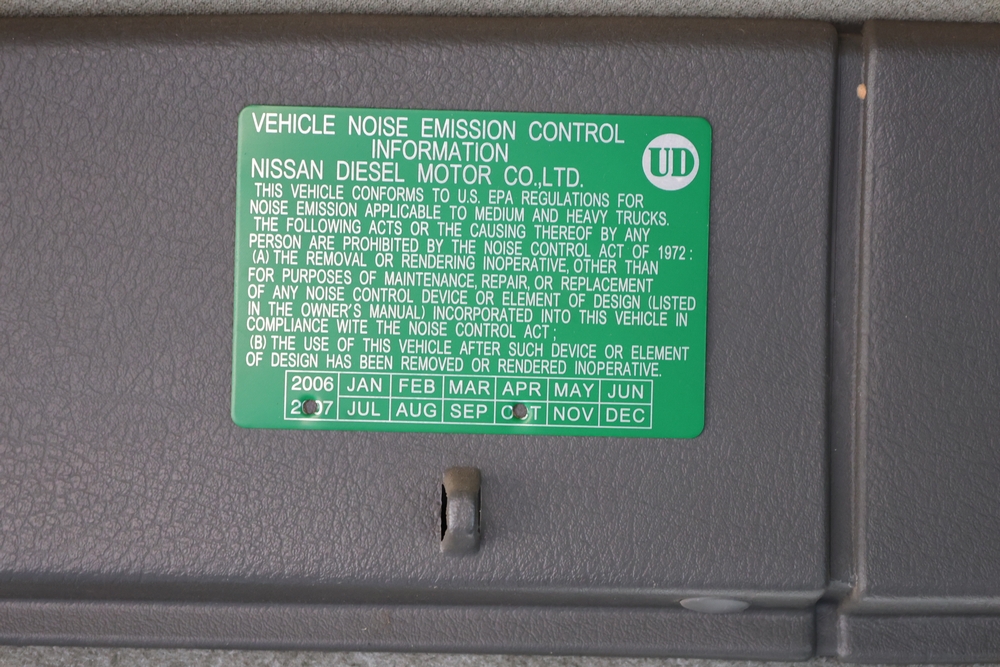 VEHICLE NOISE EMISSION CONTROL
INFORMATION
UD
NISSAN DIESEL MOTOR CO.,LTD.
THIS VEHICLE CONFORMS TO U.S. EPA REGULATIONS FOR
NOISE EMISSION APPLICABLE TO MEDIUM AND HEAVY TRUCKS.
THE FOLLOWING ACTS OR THE CAUSING THEREOF BY ANY
PERSON ARE PROHIBITED BY THE NOISE CONTROL ACT OF 1972:
(A) THE REMOVAL OR RENDERING INOPERATIVE, OTHER THAN
FOR PURPOSES OF MAINTENANCE, REPAIR, OR REPLACEMENT
OF ANY NOISE CONTROL DEVICE OR ELEMENT OF DESIGN (LISTED
IN THE OWNER'S MANUAL) INCORPORATED INTO THIS VEHICLE IN
COMPLIANCE WITE THE NOISE CONTROL ACT;
(B) THE USE OF THIS VEHICLE AFTER SUCH DEVICE OR ELEMENT
OF DESIGN HAS BEEN REMOVED OR RENDERED INOPERATIVE.
2006 JAN FEB MAR APR MAY JUN
2007 JUL AUG SEP OCT NOV DEC